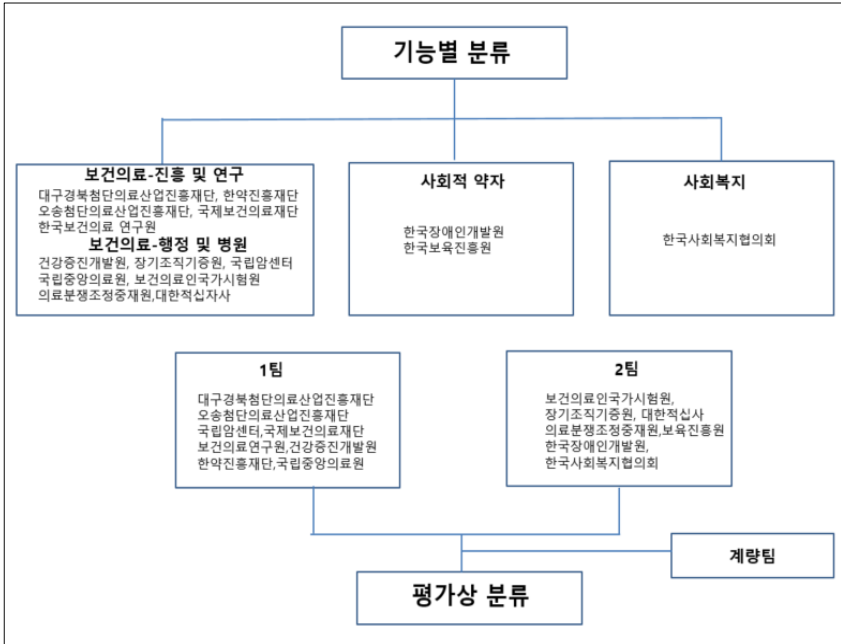 기능별 분류
보건의료-진흥 및 연구
대구경북첨단의료산업진흥재단, 한약진흥재단
오송첨단의료산업진흥재단, 국제보건의료재단
한국보건의료 연구원
보건의료-행정 및 병원
건강증진개발원, 장기조직기증원, 국립암센터
국립중앙의료원, 보건의료인국가시험원
의료분쟁조정중재원,대한적십자사
사회적 약자
한국장애인개발원
한국보육진흥원
사회복지
한국사회복지협의회
1팀
대구경북첨단의료산업진흥재단
오송첨단의료산업진흥재단
국립암센터,국제보건의료재단
보건의료연구원,건강증진개발원
한약진흥재단,국립중앙의료원
2팀
보건의료인국가시험원,
장기조직기증원, 대한적십사
의료분쟁조정중재원,보육진흥원
한국장애인개발원,
한국사회복지협의회
계량팀
평가상 분류